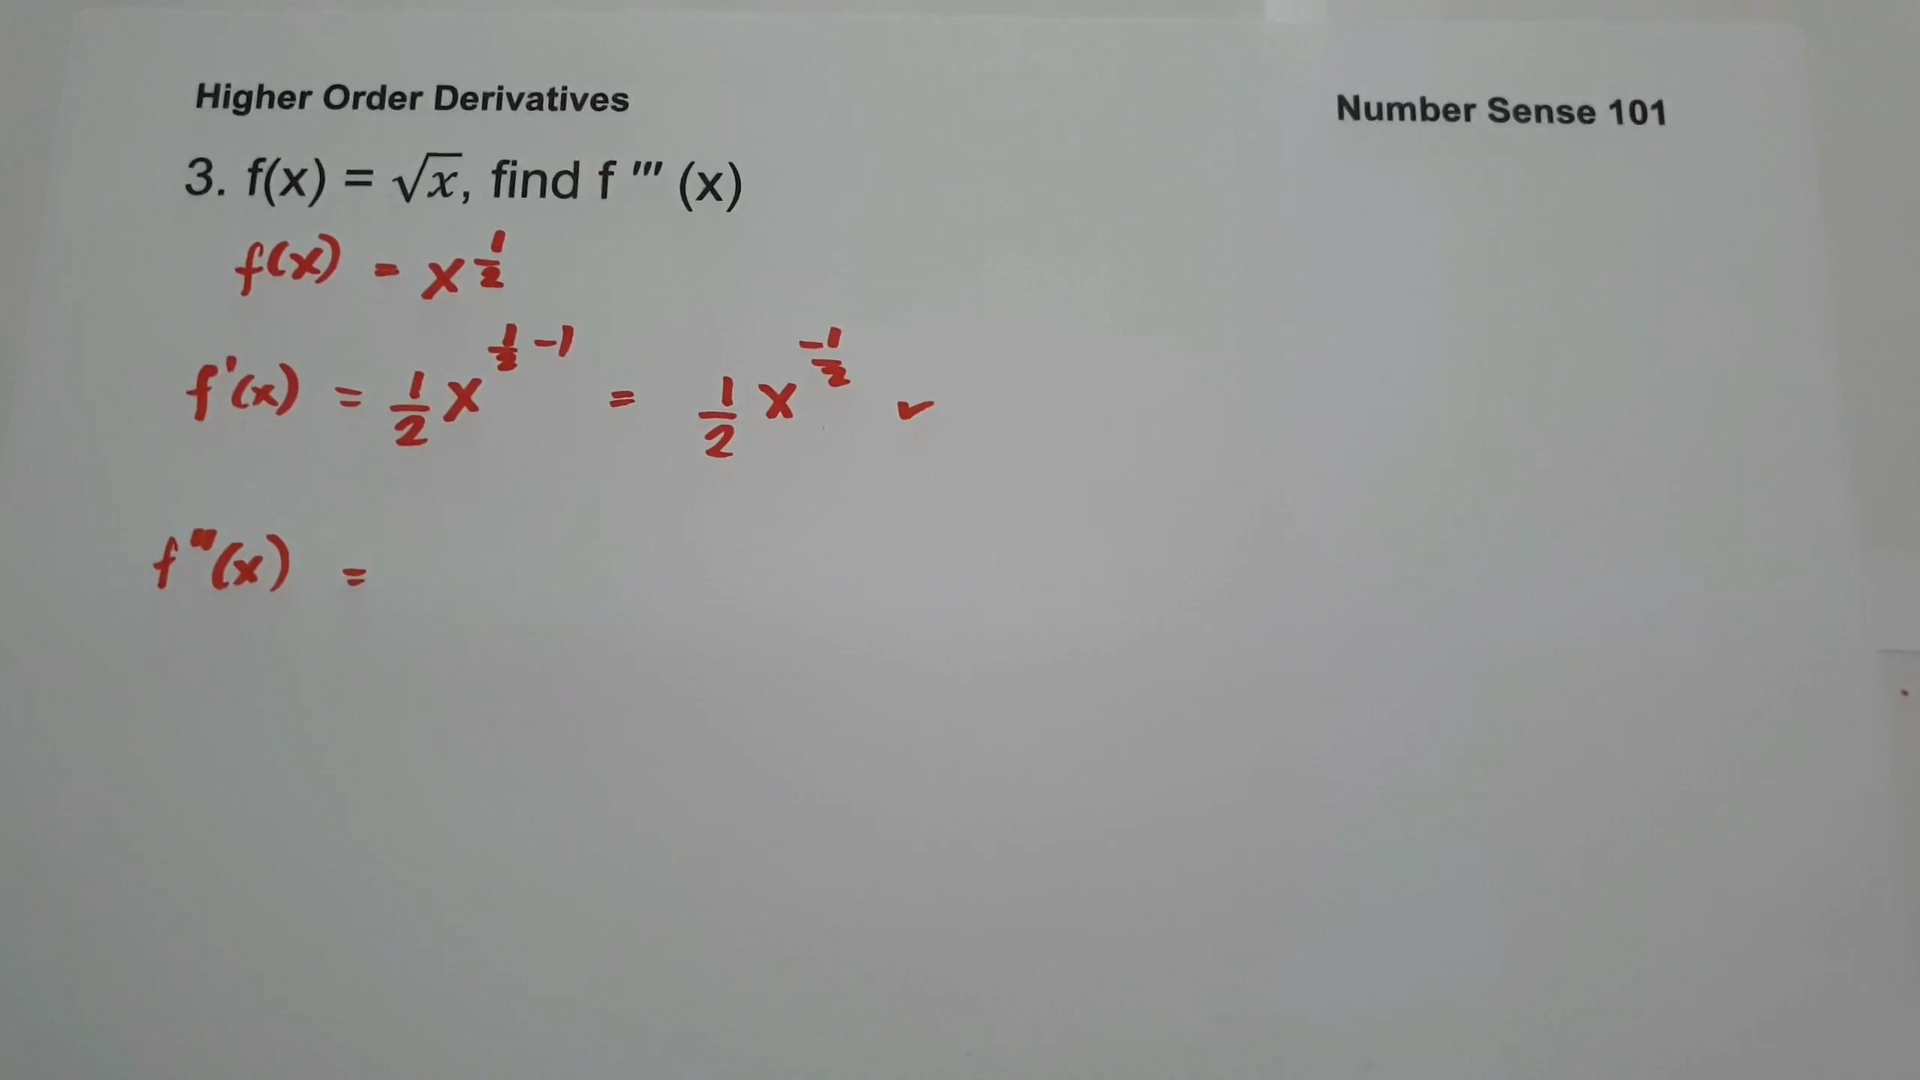 Higher Order Derivatives
Number Sense 101
3. f(x) = √x, find f ''' (x)
f(x) = x^(1/2)
f'(x) = 1/2 x^(1/2 - 1) = 1/2 x^(-1/2) ✓
f'''(x) =